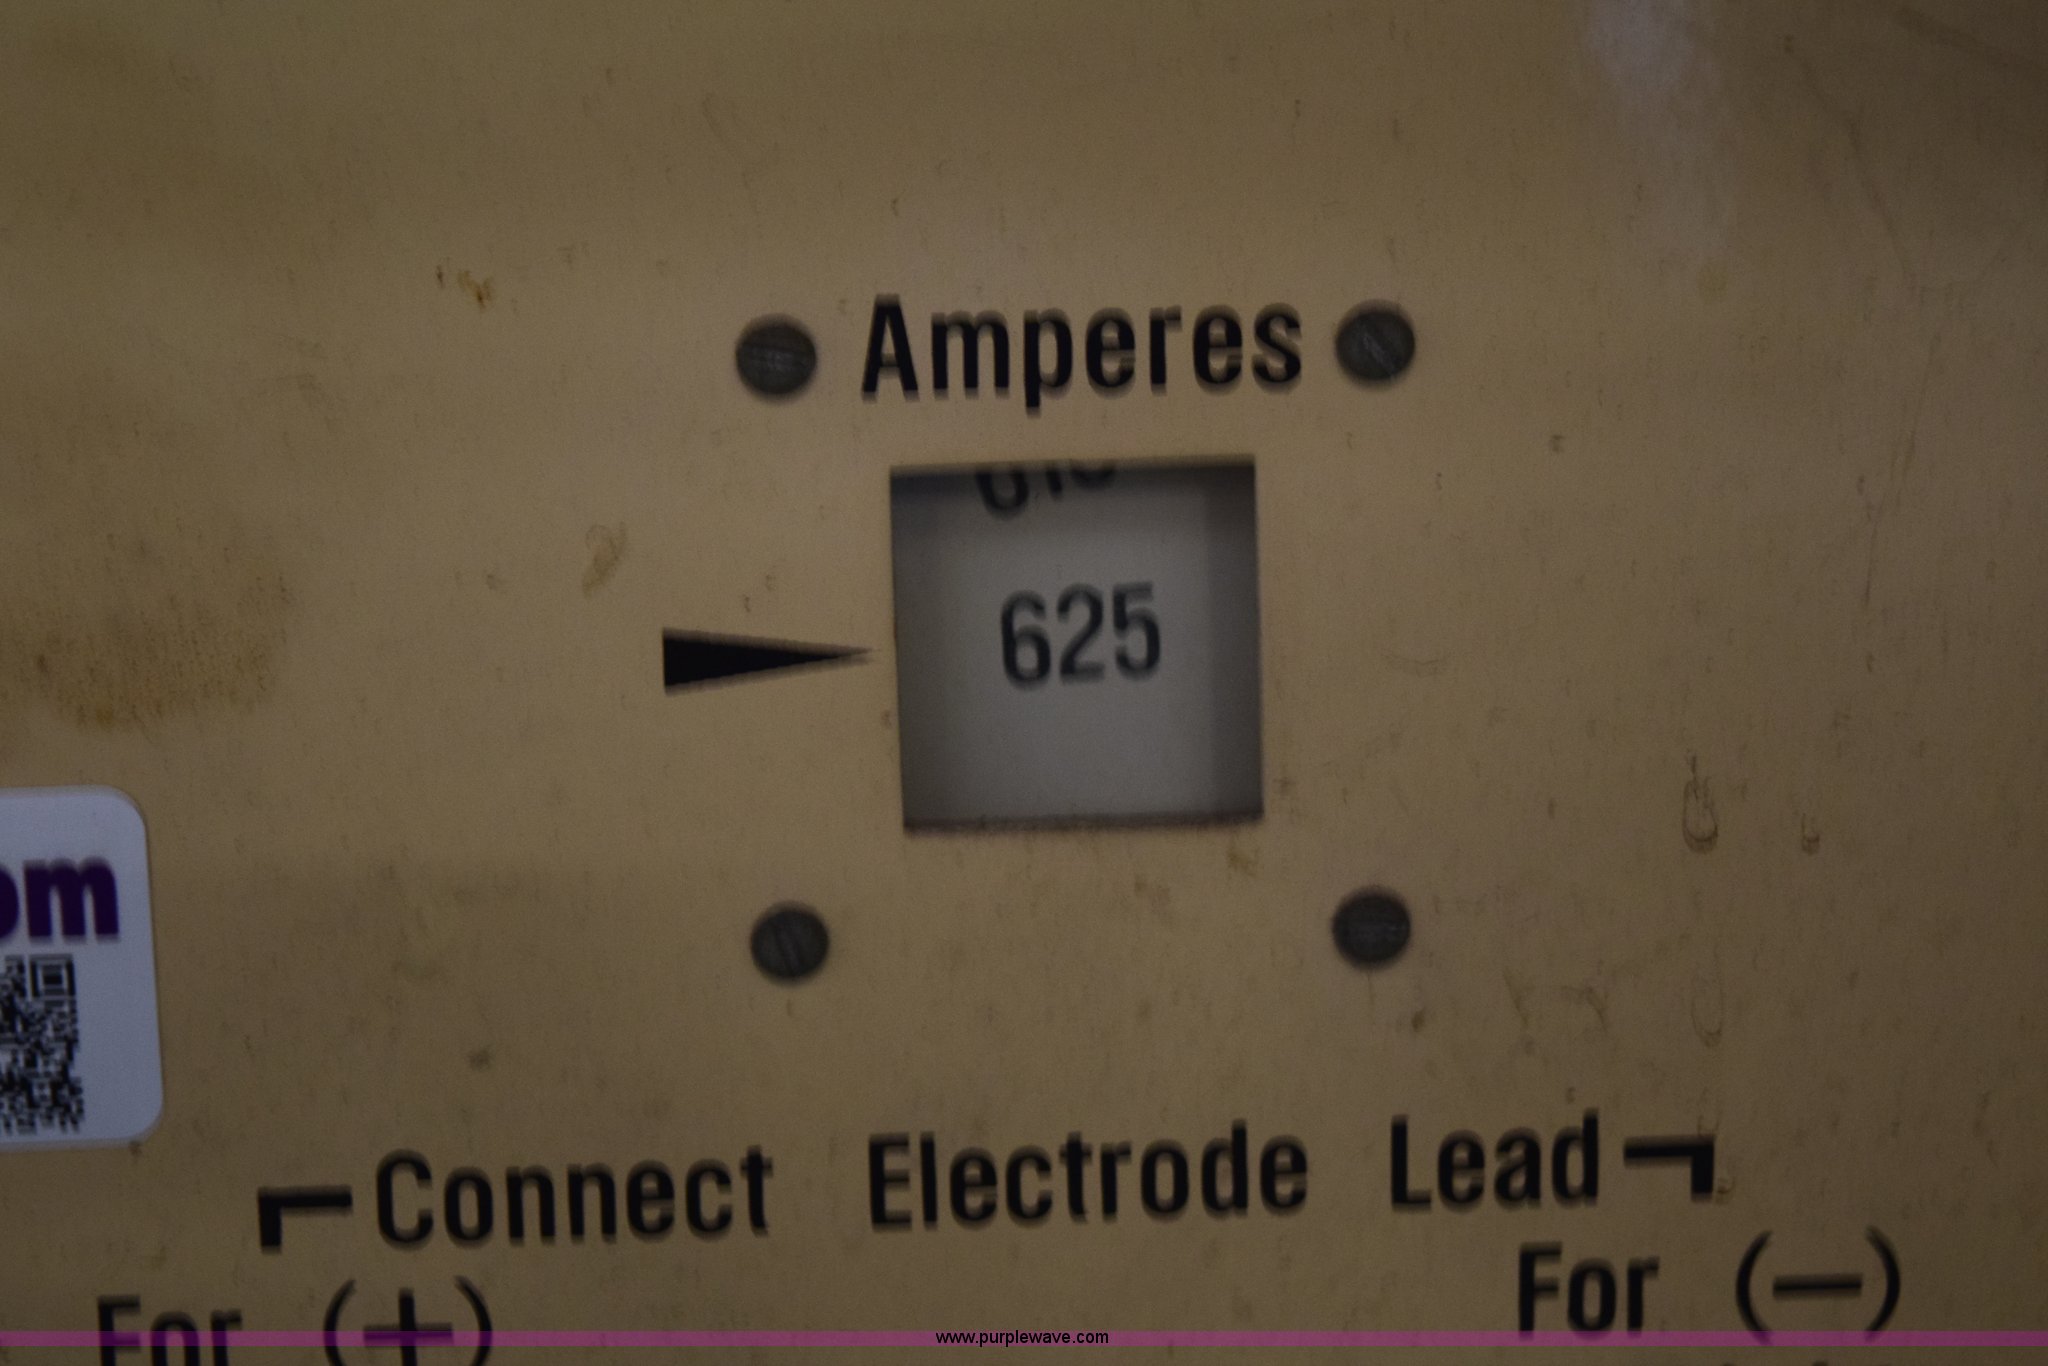 Amperes
625
om
Connect Electrode Lead
For (+)
For (—)
www.purplewave.com